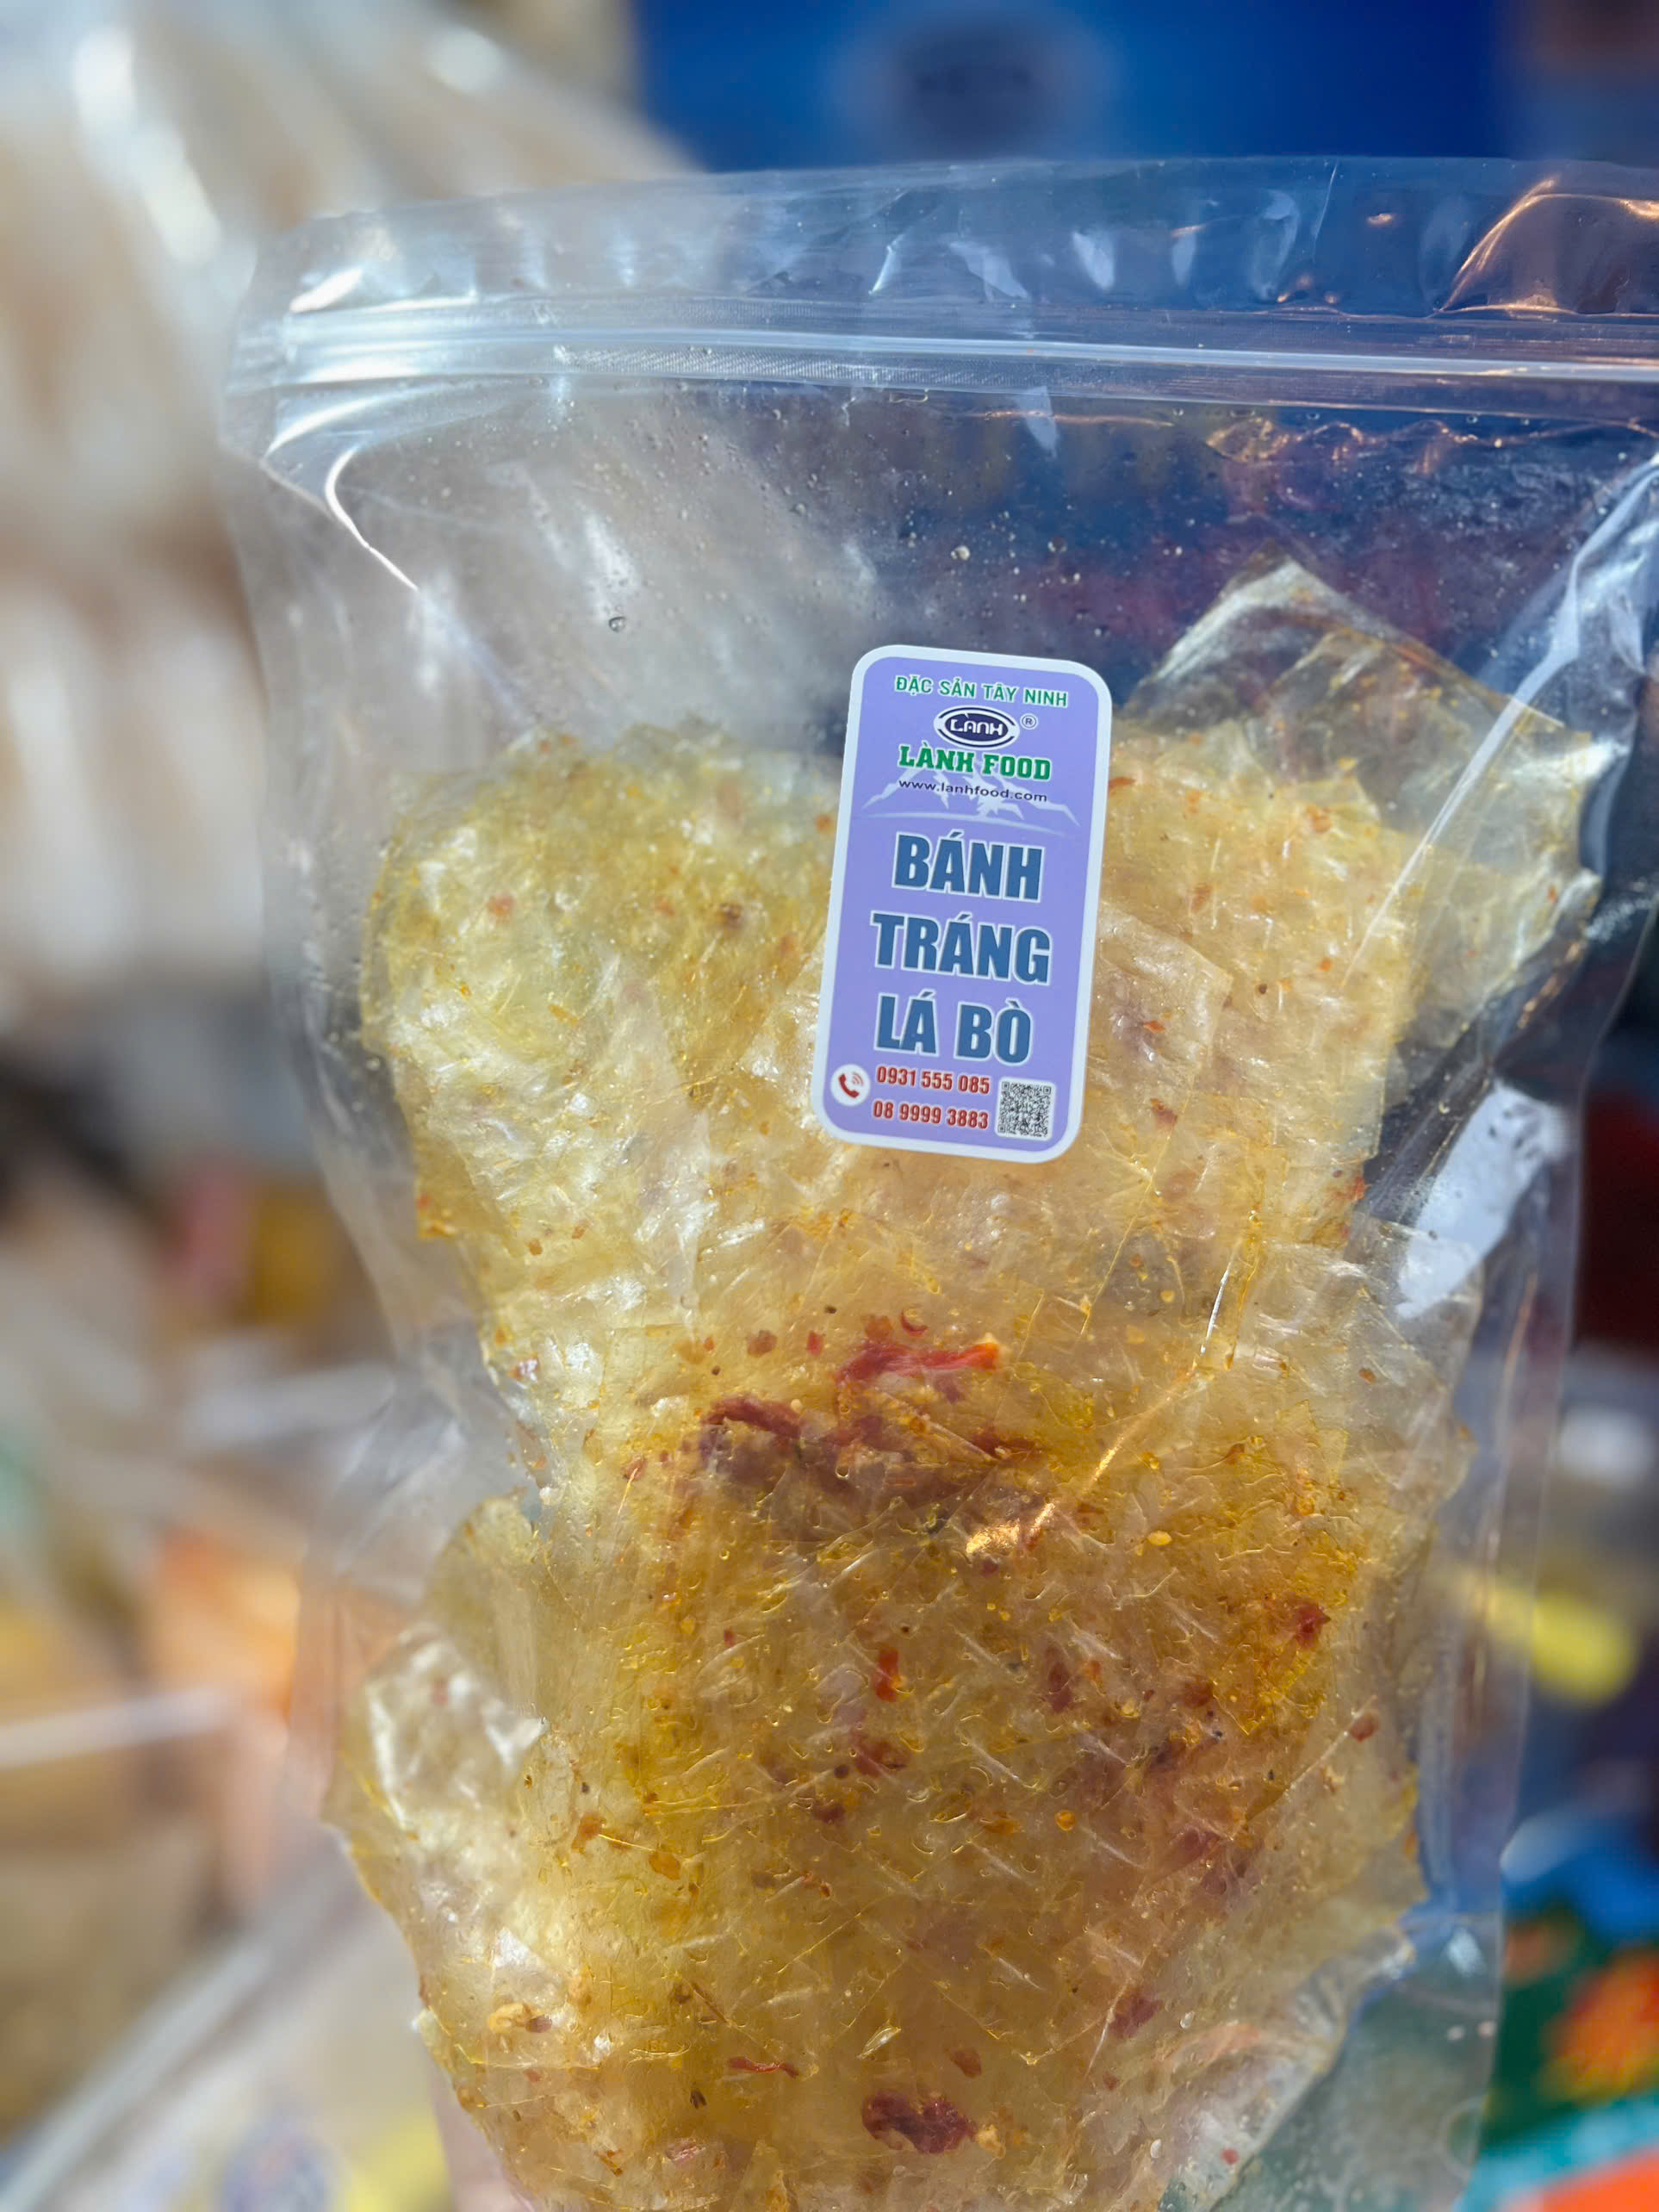 ĐẶC SẢN TÂY NINH
LÀNH ®
LÀNH FOOD
www.lanhfood.com
BÁNH
TRÁNG
LÁ BÒ
0931 555 085
08 9999 3883